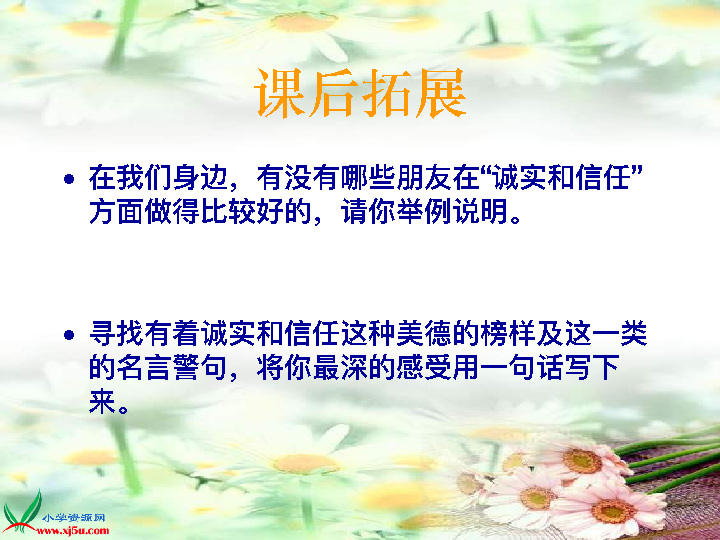 课后拓展
• 在我们身边，有没有哪些朋友在“诚实和信任”
方面做得比较好的，请你举例说明。
• 寻找有着诚实和信任这种美德的榜样及这一类
的名言警句，将你最深的感受用一句话写下
来。
小学资源网
www.xj5u.com